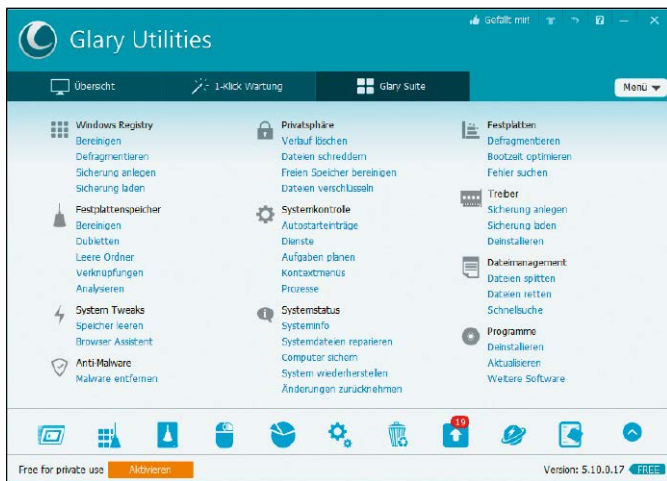 Gefällt mir!
Glary Utilities
Übersicht
1-Klick Wartung
Glary Suite
Menü
Windows Registry
Bereinigen
Defragmentieren
Sicherung anlegen
Sicherung laden
Festplattenspeicher
Bereinigen
Dubletten
Leere Ordner
Verknüpfungen
Analysieren
System Tweaks
Speicher leeren
Browser Assistent
Anti-Malware
Malware entfernen
Privatsphäre
Verlauf löschen
Dateien schreddern
Freien Speicher bereinigen
Dateien verschlüsseln
Systemkontrolle
Autostarteinträge
Dienste
Aufgaben planen
Kontextmenüs
Prozesse
Systemstatus
Systeminfo
Systemdateien reparieren
Computer sichern
System wiederherstellen
Änderungen zurücknehmen
Festplatten
Defragmentieren
Bootzeit optimieren
Fehler suchen
Treiber
Sicherung anlegen
Sicherung laden
Deinstalieren
Dateimanagement
Dateien splitten
Dateien retten
Schnellsuche
Programme
Deinstalieren
Aktualisieren
Weitere Software
19
Free for private use
Aktivieren
Version: 5.10.0.17
FREE